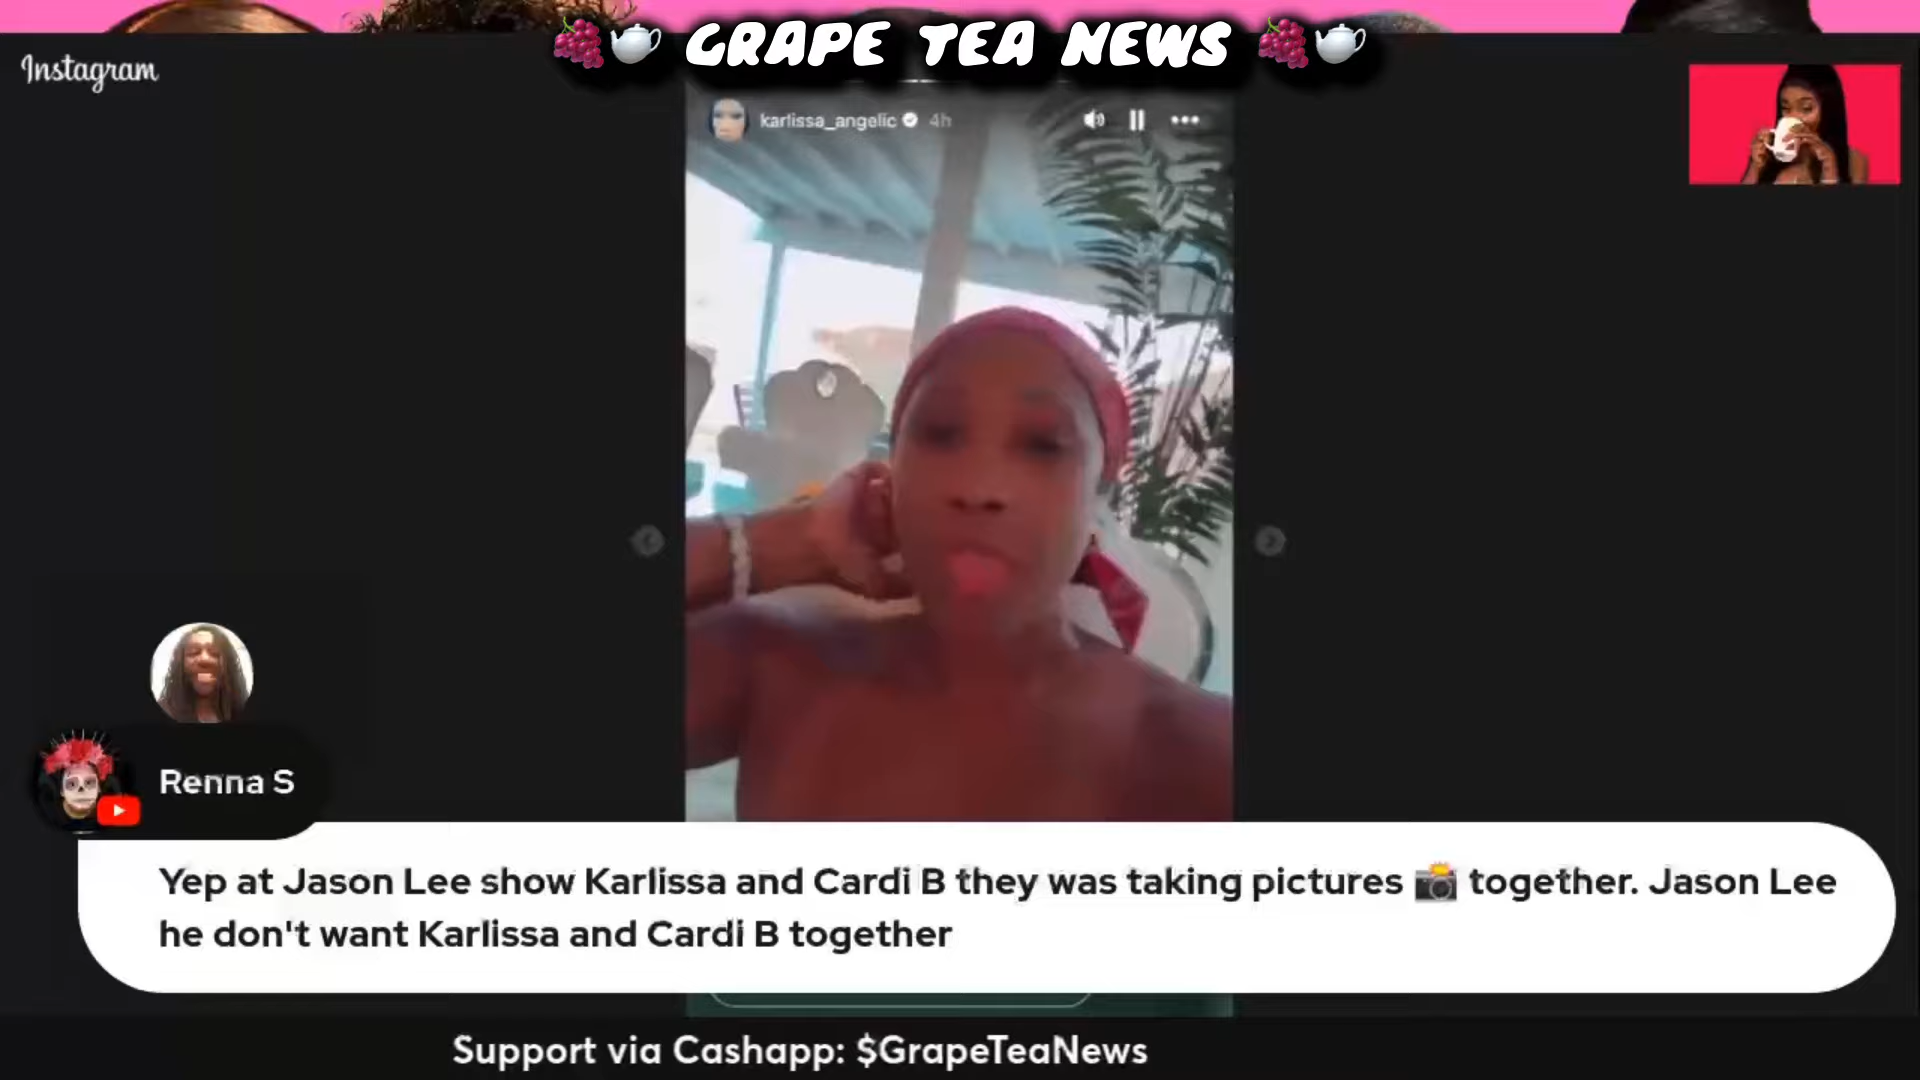 🍇🫖 GRAPE TEA NEWS 🍇🫖
Instagram
karlissa_angelic 4h
Renna S
Yep at Jason Lee show Karlissa and Cardi B they was taking pictures 📸 together. Jason Lee
he don't want Karlissa and Cardi B together
Support via Cashapp: $GrapeTeaNews